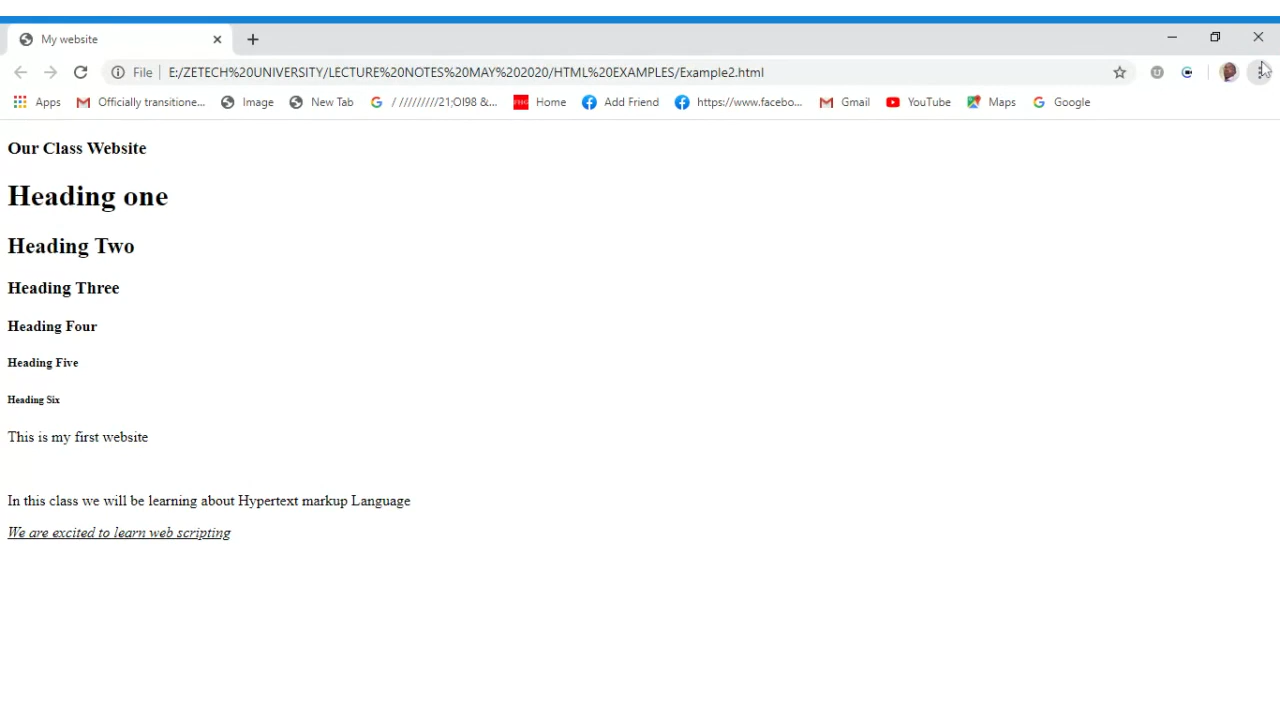 My website
File E:/ZETECH%20UNIVERSITY/LECTURE%20NOTES%20MAY%202020/HTML%20EXAMPLES/Example2.html
Apps Officially transitione... Image New Tab / /////////21;OI98 &... Home Add Friend https://www.facebo... Gmail YouTube Maps Google
Our Class Website
Heading one
Heading Two
Heading Three
Heading Four
Heading Five
Heading Six
This is my first website
In this class we will be learning about Hypertext markup Language
We are excited to learn web scripting